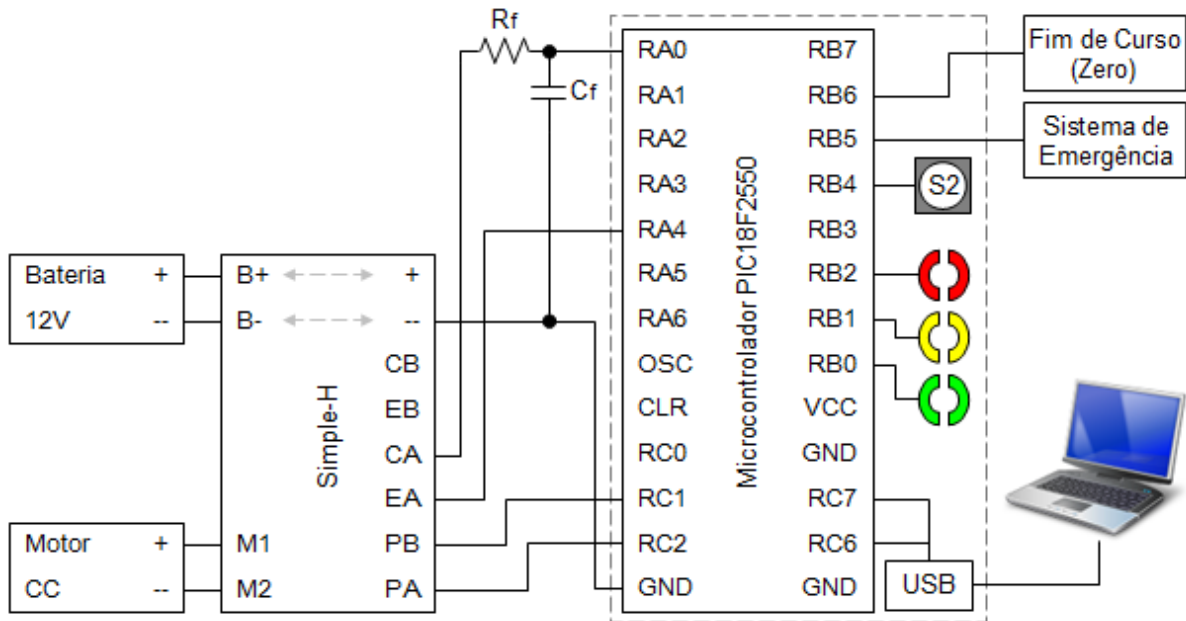 Rf
Cf
Bateria +
12V --
B+ +
B- --
CB
EB
CA
EA
M1 PB
M2 PA
Simple-H
Motor +
CC --
RA0 RB7
RA1 RB6
RA2 RB5
RA3 RB4
RA4 RB3
RA5 RB2
RA6 RB1
OSC RB0
CLR VCC
RC0 GND
RC1 RC7
RC2 RC6
GND GND
Microcontrolador PIC18F2550
Fim de Curso
(Zero)
Sistema de
Emergência
S2
USB